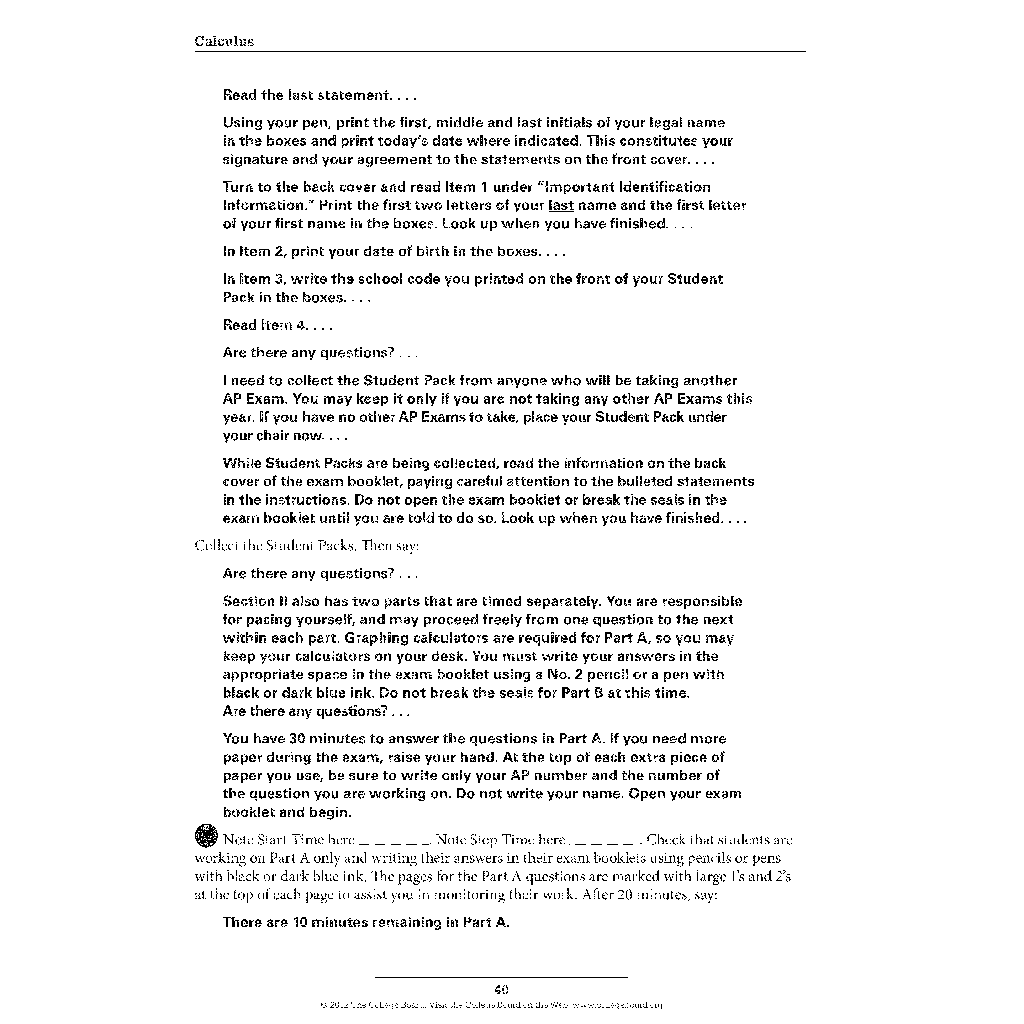 Calculus
Read the last statement. . . .
Using your pen, print the first, middle and last initials of your legal name
in the boxes and print today's date where indicated. This constitutes your
signature and your agreement to the statements on the front cover. . . .
Turn to the back cover and read Item 1 under "Important Identification
Information." Print the first two letters of your last name and the first letter
of your first name in the boxes. Look up when you have finished. . . .
In Item 2, print your date of birth in the boxes. . . .
In Item 3, write the school code you printed on the front of your Student
Pack in the boxes. . . .
Read Item 4. . . .
Are there any questions? . . .
I need to collect the Student Pack from anyone who will be taking another
AP Exam. You may keep it only if you are not taking any other AP Exams this
year. If you have no other AP Exams to take, place your Student Pack under
your chair now. . . .
While Student Packs are being collected, read the information on the back
cover of the exam booklet, paying careful attention to the bulleted statements
in the instructions. Do not open the exam booklet or break the seals in the
exam booklet until you are told to do so. Look up when you have finished. . . .
Collect the Student Packs. Then say:
Are there any questions? . . .
Section II also has two parts that are timed separately. You are responsible
for pacing yourself, and may proceed freely from one question to the next
within each part. Graphing calculators are required for Part A, so you may
keep your calculators on your desk. You must write your answers in the
appropriate space in the exam booklet using a No. 2 pencil or a pen with
black or dark blue ink. Do not break the seals for Part B at this time.
Are there any questions? . . .
You have 30 minutes to answer the questions in Part A. If you need more
paper during the exam, raise your hand. At the top of each extra piece of
paper you use, be sure to write only your AP number and the number of
the question you are working on. Do not write your name. Open your exam
booklet and begin.
Note Start Time here _ _ _ _ _. Note Stop Time here _ _ _ _ _. Check that students are
working on Part A only and writing their answers in their exam booklets using pencils or pens
with black or dark blue ink. The pages for the Part A questions are marked with large 1's and 2's
at the top of each page to assist you in monitoring their work. After 20 minutes, say:
There are 10 minutes remaining in Part A.
40
© 2012 The College Board. Visit the College Board on the Web: www.collegeboard.org.